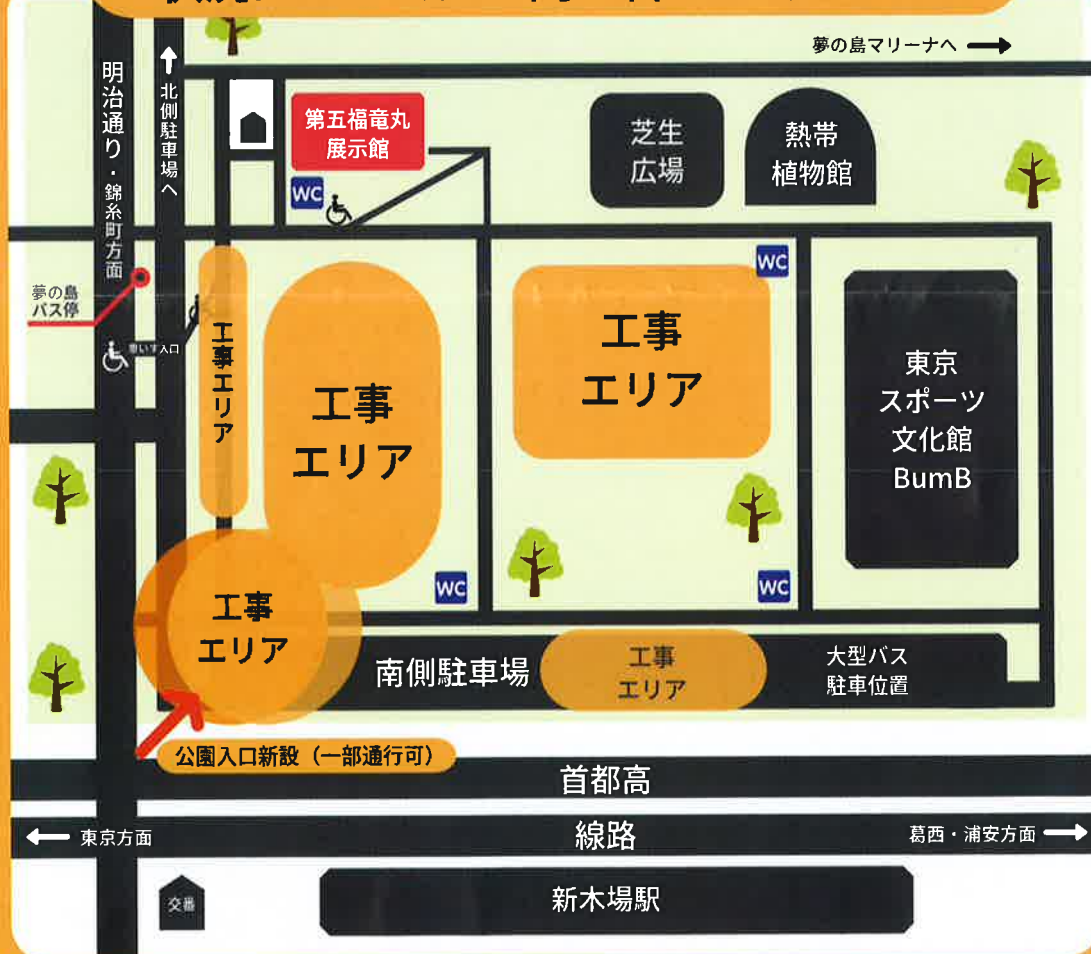 夢の島マリーナへ
明治通り・錦糸町方面
北側駐車場へ
第五福竜丸
展示館
WC
芝生
広場
熱帯
植物館
WC
夢の島
バス停
車いす入口
工事エリア
工事
エリア
工事
エリア
東京
スポーツ
文化館
BumB
WC
WC
工事
エリア
南側駐車場
工事
エリア
大型バス
駐車位置
公園入口新設（一部通行可）
首都高
東京方面
線路
葛西・浦安方面
交番
新木場駅